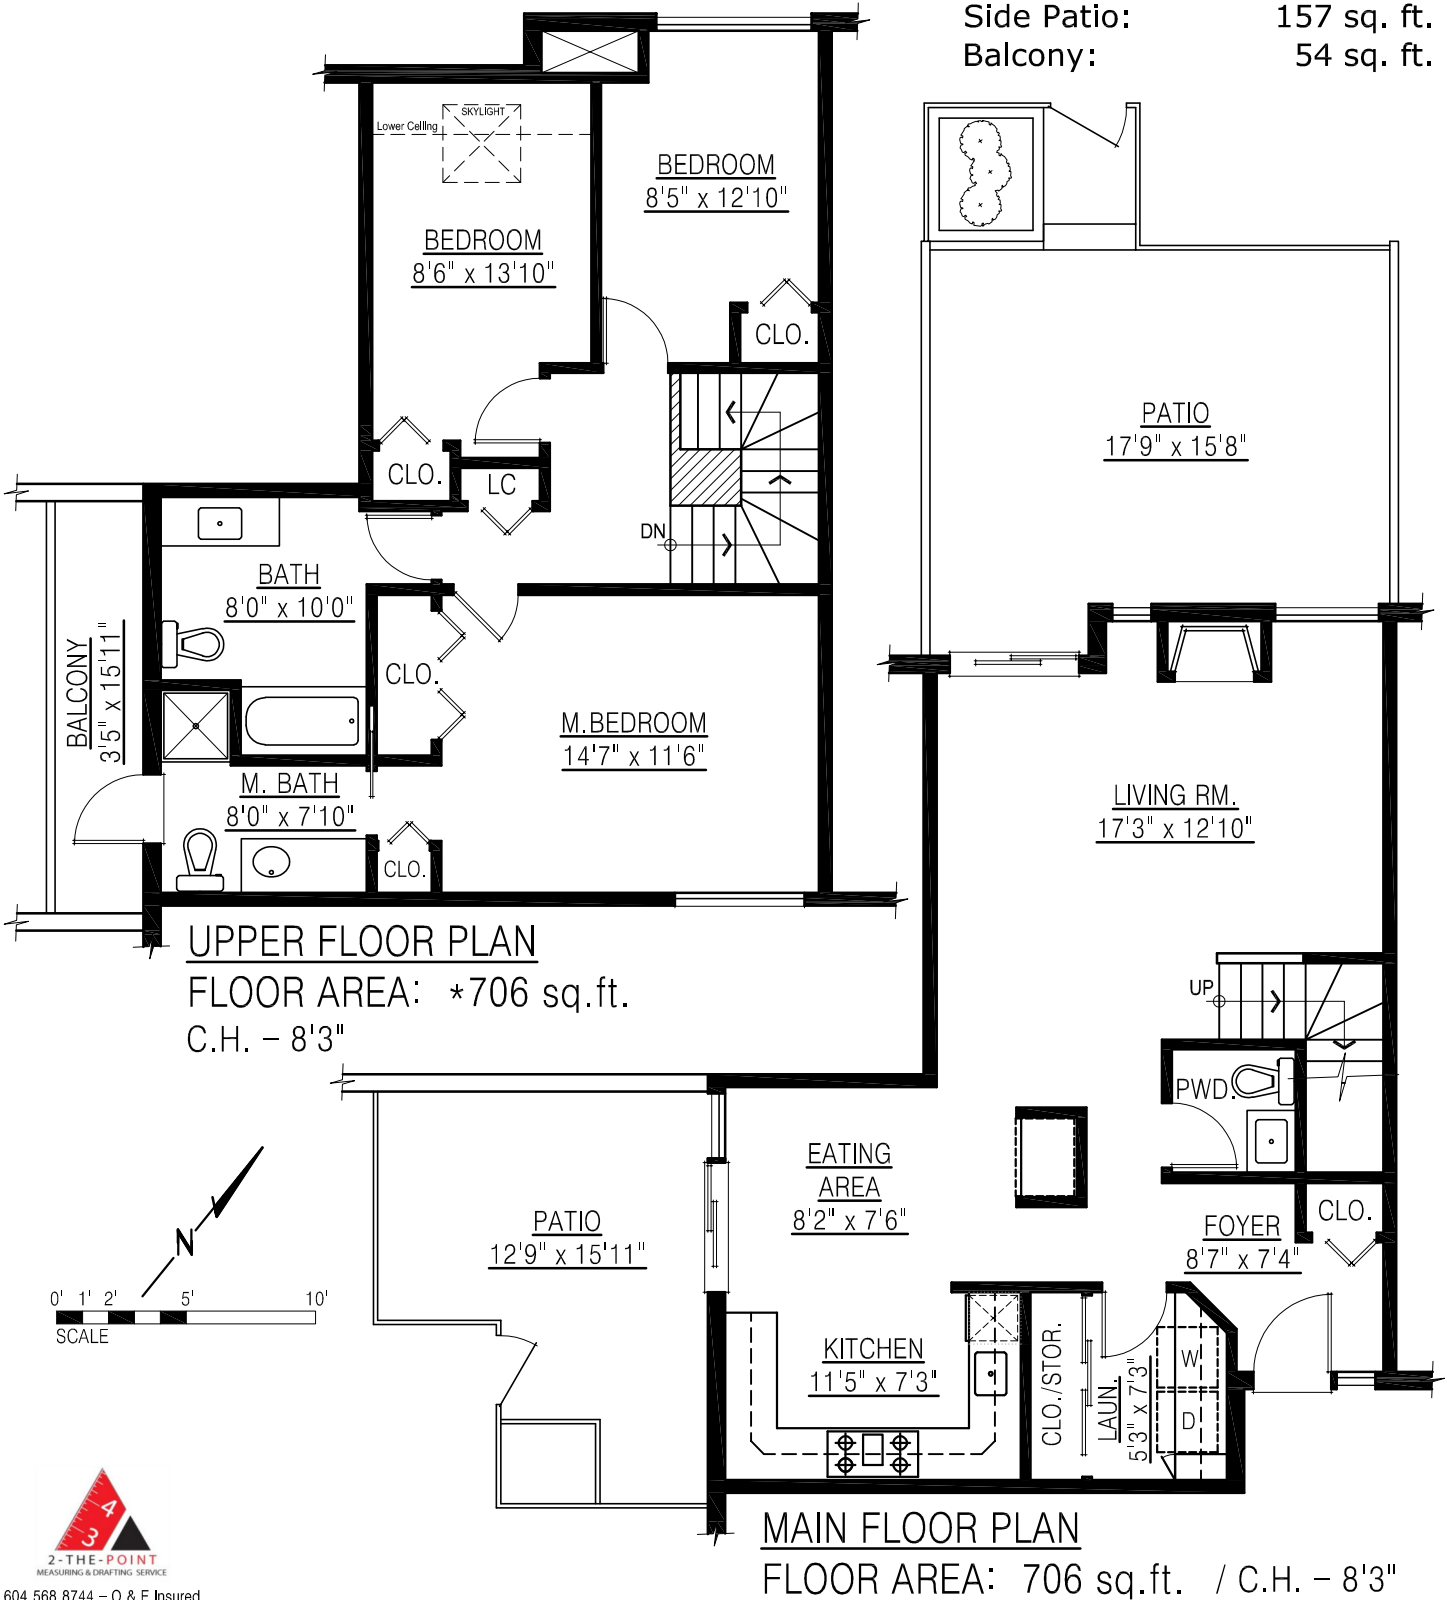 Side Patio: 157 sq. ft.
Balcony: 54 sq. ft.
SKYLIGHT
Lower Ceiling
BEDROOM
8'5" x 12'10"
BEDROOM
8'6" x 13'10"
CLO.
CLO.
LC
DN
BATH
8'0" x 10'0"
BALCONY
3'5" x 15'11"
CLO.
M.BEDROOM
14'7" x 11'6"
M. BATH
8'0" x 7'10"
CLO.
UPPER FLOOR PLAN
FLOOR AREA: *706 sq.ft.
C.H. – 8'3"
PATIO
17'9" x 15'8"
LIVING RM.
17'3" x 12'10"
UP
PWD.
EATING
AREA
8'2" x 7'6"
FOYER
8'7" x 7'4"
CLO.
PATIO
12'9" x 15'11"
KITCHEN
11'5" x 7'3"
CLO./STOR.
LAUN.
5'3" x 7'3"
W
D
N
0' 1' 2' 5' 10'
SCALE
4
3
2-THE-POINT
MEASURING & DRAFTING SERVICE
604 568 8744 – O & E Insured
MAIN FLOOR PLAN
FLOOR AREA: 706 sq.ft. / C.H. – 8'3"